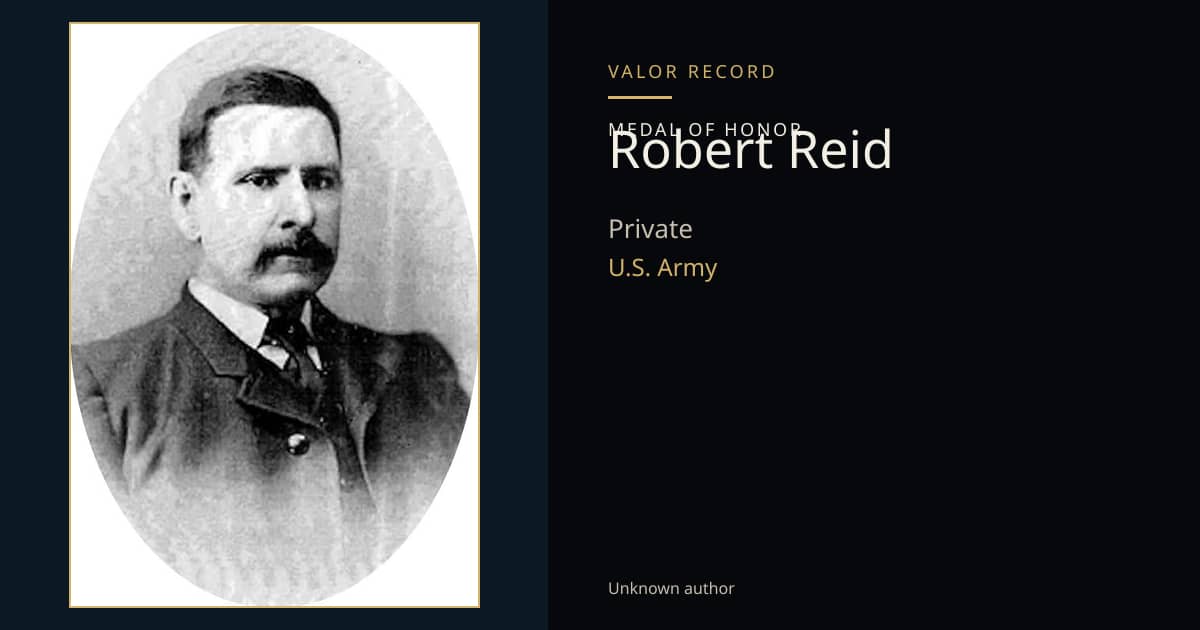 VALOR RECORD
MEDAL OF HONOR
Robert Reid
Private
U.S. Army
Unknown author